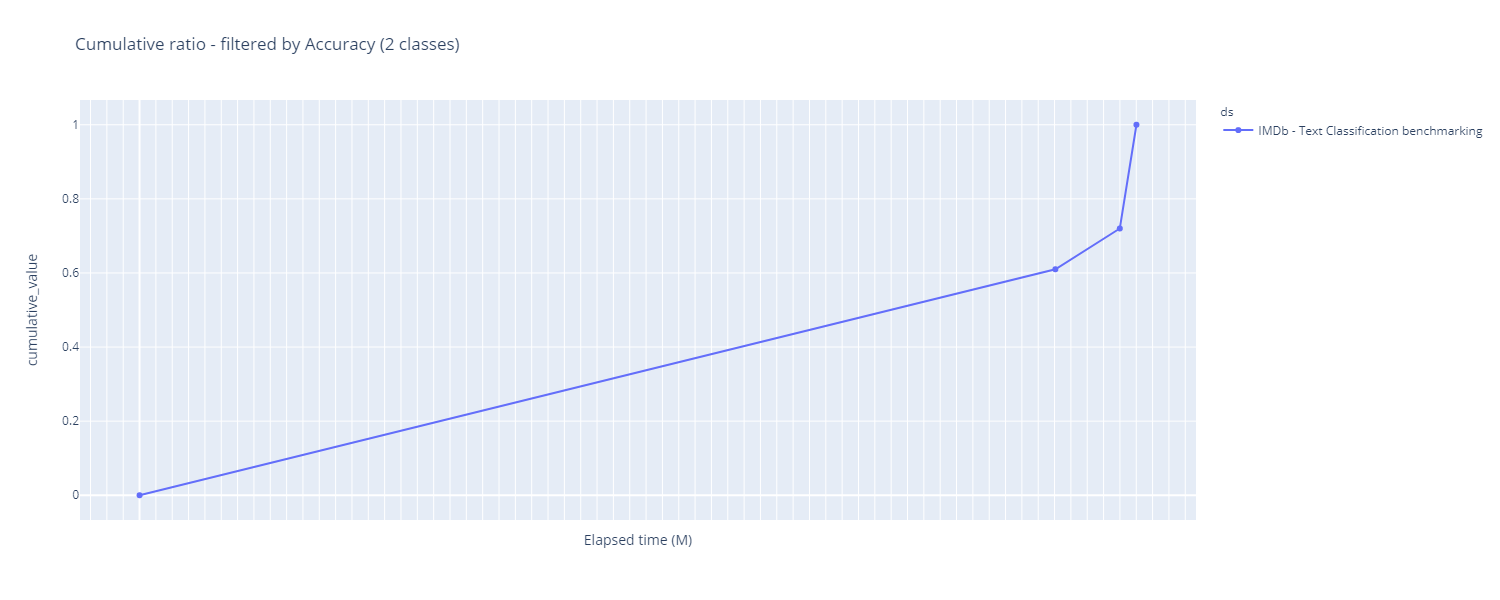 Cumulative ratio - filtered by Accuracy (2 classes)
ds
IMDb - Text Classification benchmarking
1
0.8
0.6
0.4
0.2
0
cumulative_value
Elapsed time (M)